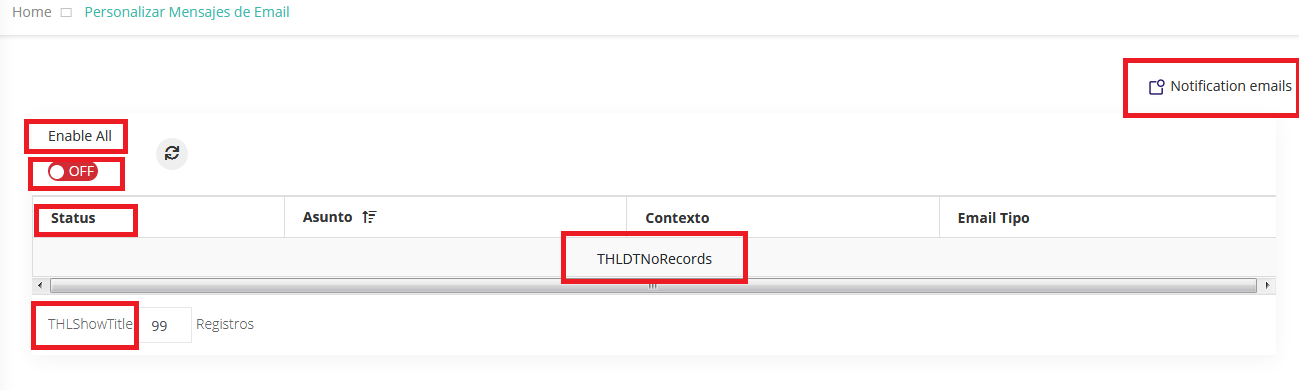 Home Personalizar Mensajes de Email
Notification emails
Enable All
OFF
Status Asunto Contexto Email Tipo
THLDTNoRecords
THLShowTitle 99 Registros